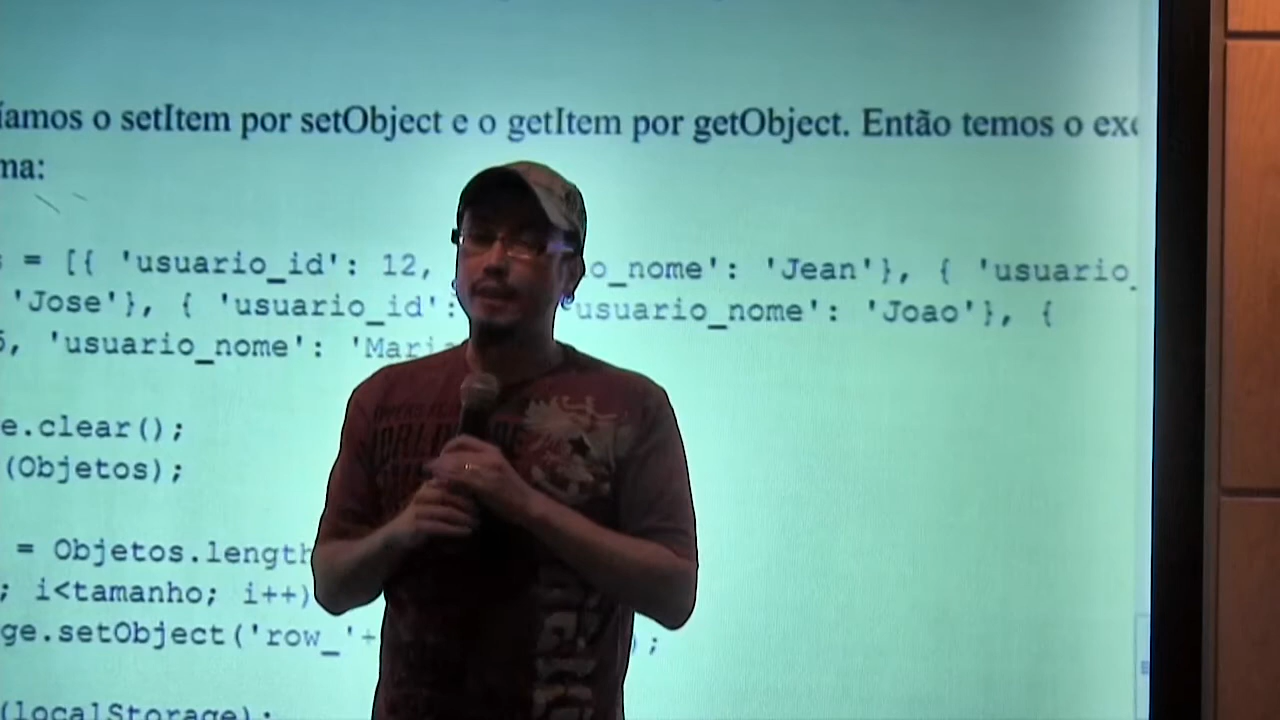 íamos o setItem por setObject e o getItem por getObject. Então temos o exe
ma:
= [{ 'usuario_id': 12, o_nome': 'Jean'}, { 'usuario_
'Jose'}, { 'usuario_id': usuario_nome': 'Joao'}, {
, 'usuario_nome': 'Mari
e.clear();
(Objetos);
= Objetos.length
; i<tamanho; i++)
ge.setObject('row_'+ );
(localStorage);